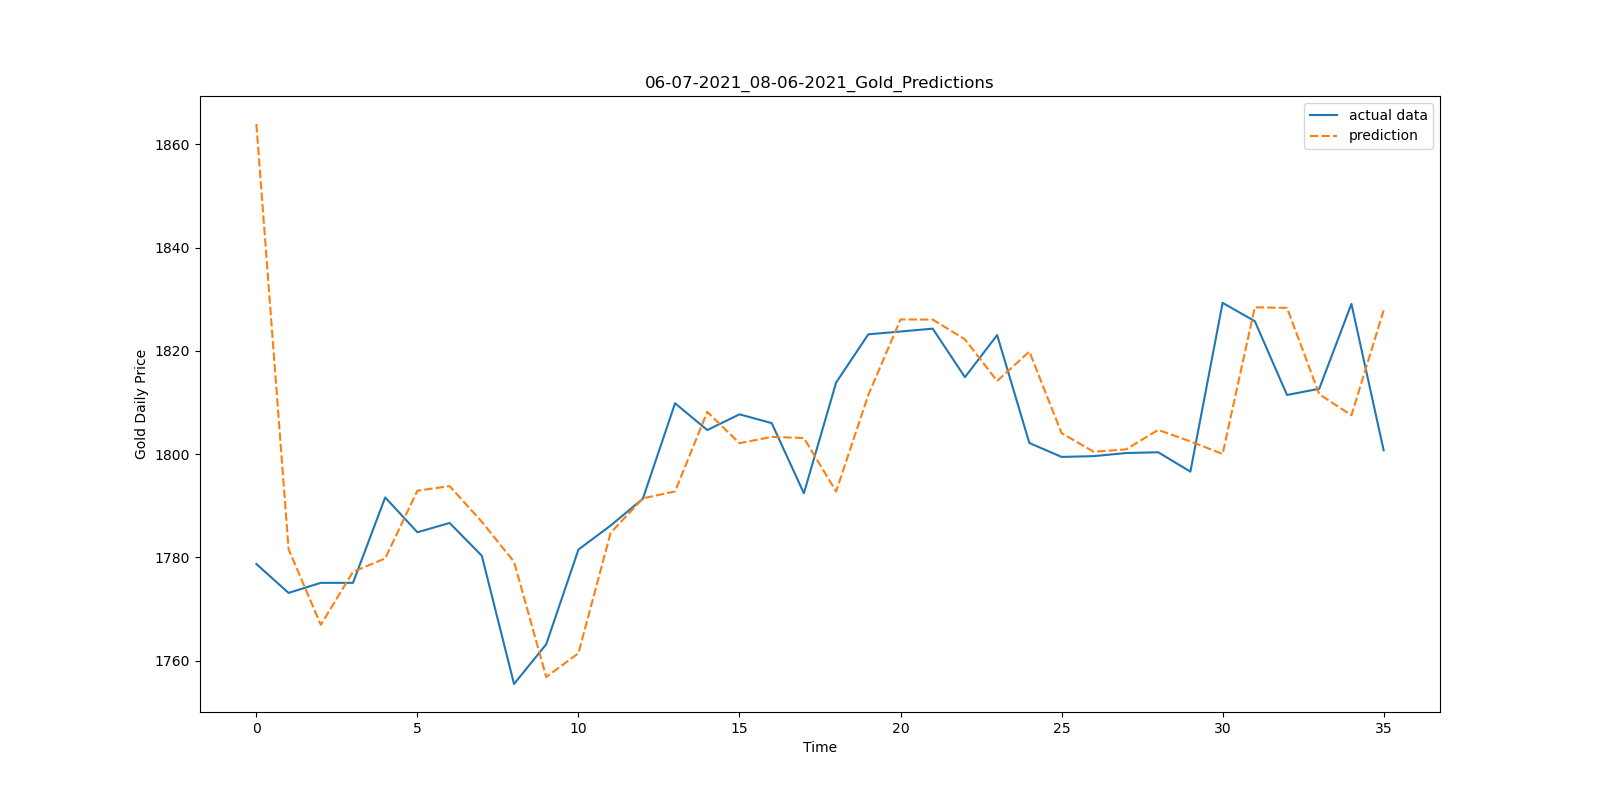 06-07-2021_08-06-2021_Gold_Predictions
actual data
prediction
1860
1840
1820
1800
1780
1760
Gold Daily Price
0 5 10 15 20 25 30 35
Time